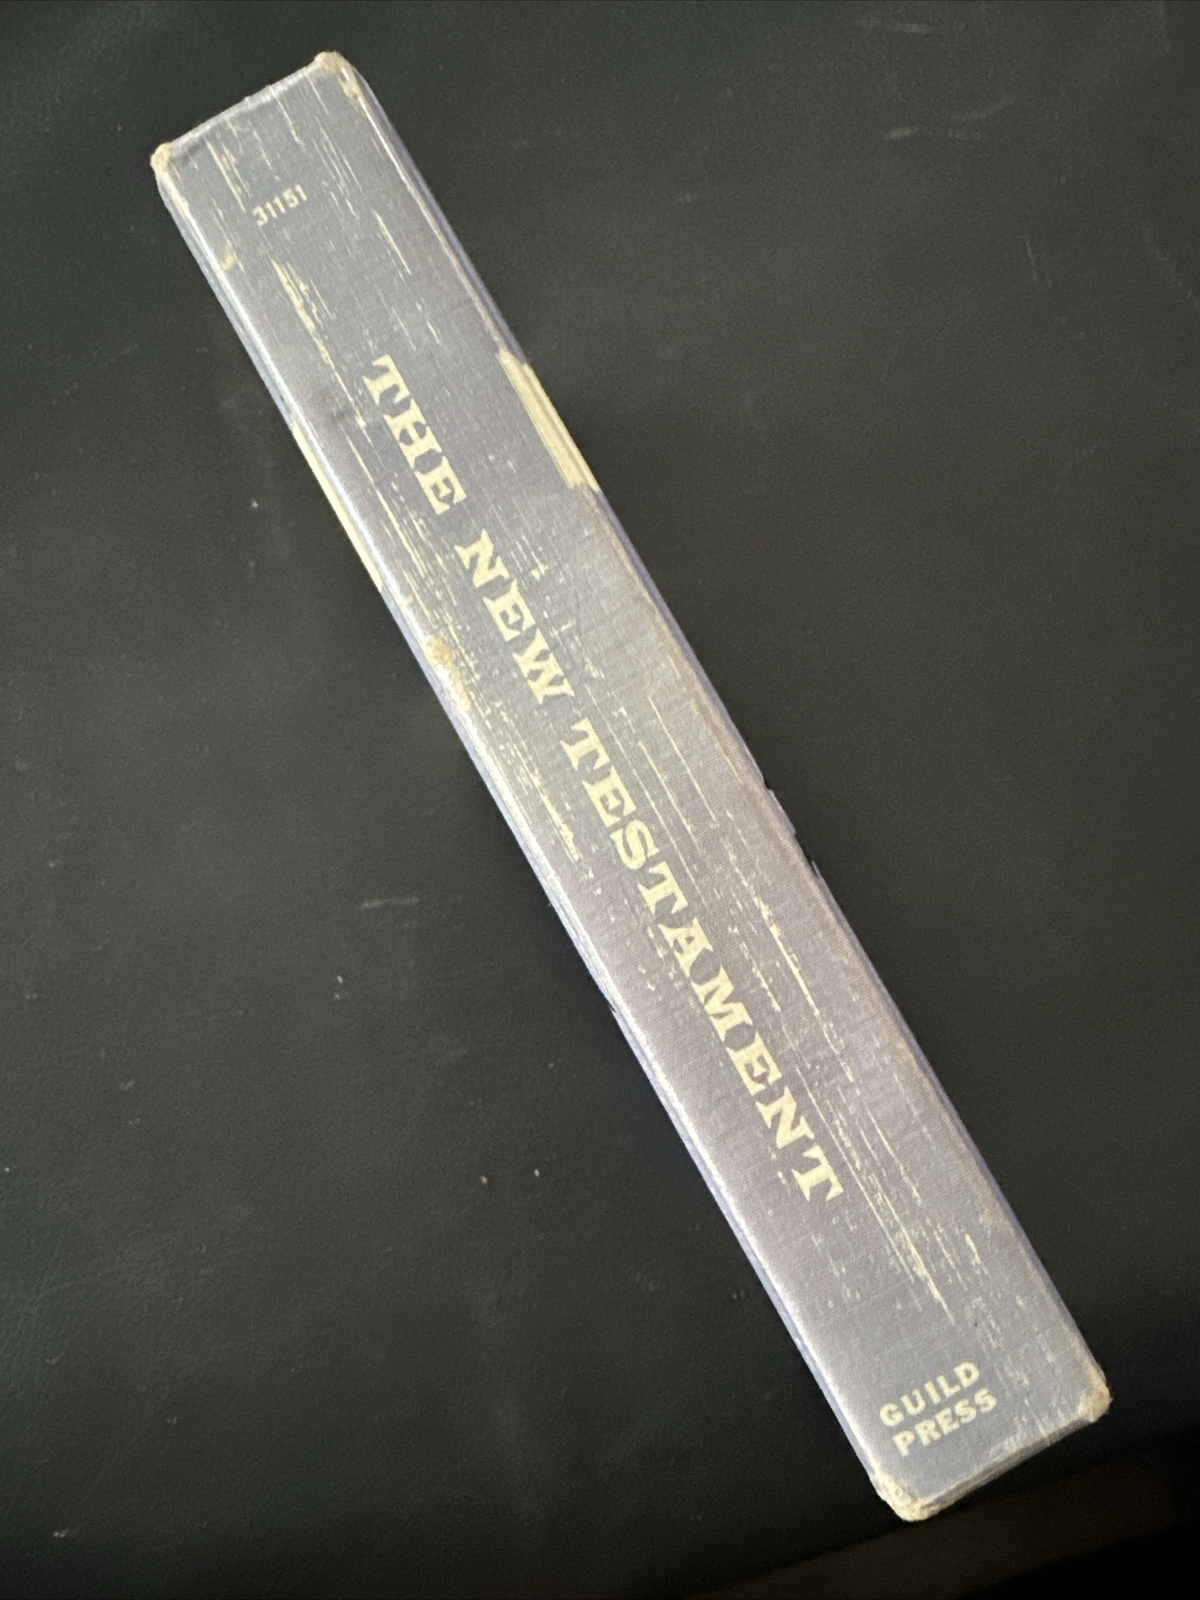 31151
THE NEW TESTAMENT
GUILD
PRESS